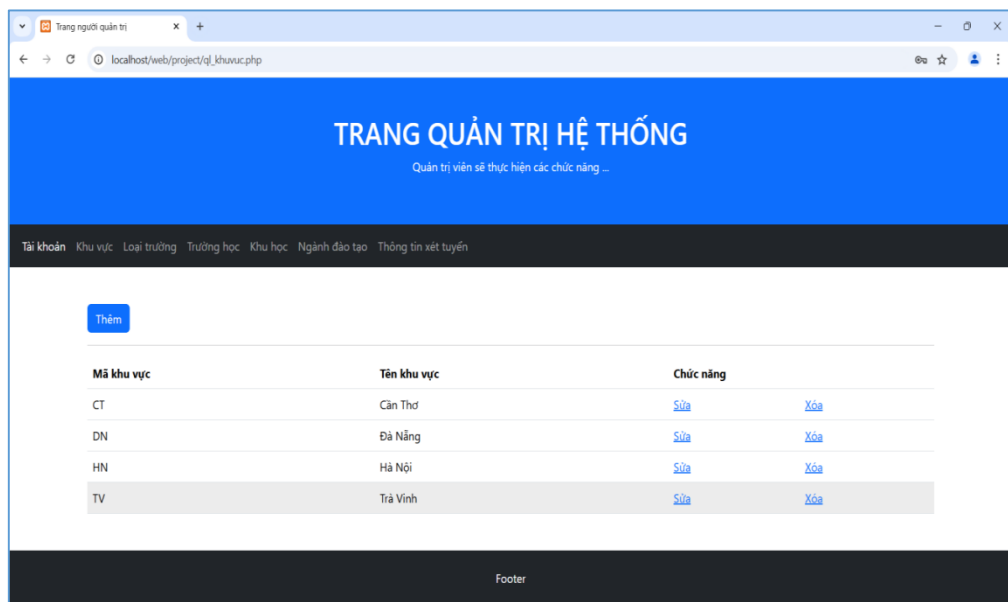 Trang người quản trị
localhost/web/project/ql_khuvuc.php
TRANG QUẢN TRỊ HỆ THỐNG
Quản trị viên sẽ thực hiện các chức năng ...
Tài khoản Khu vực Loại trường Trường học Khu học Ngành đào tạo Thông tin xét tuyển
Thêm
Mã khu vực Tên khu vực Chức năng
CT Cần Thơ Sửa Xóa
DN Đà Nẵng Sửa Xóa
HN Hà Nội Sửa Xóa
TV Trà Vinh Sửa Xóa
Footer